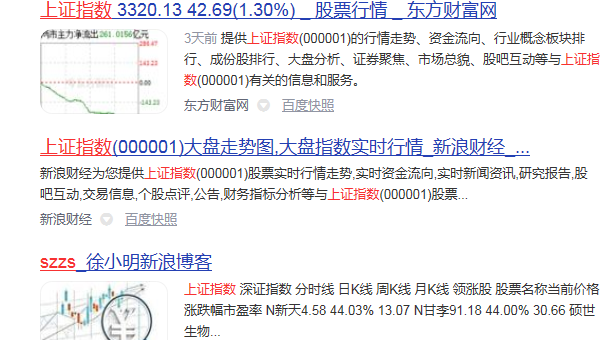 上证指数 3320.13 42.69(1.30%) _ 股票行情 _ 东方财富网
市主力净流出261.0156亿元
286.47
143.23
0.00
-143.23
3天前 提供上证指数(000001)的行情走势、资金流向、行业概念板块排
行、成份股排行、大盘分析、证券聚焦、市场总貌、股吧互动等与上证指
数(000001)有关的信息和服务。
东方财富网 百度快照
上证指数(000001)大盘走势图,大盘指数实时行情_新浪财经_...
新浪财经为您提供上证指数(000001)股票实时行情走势,实时资金流向,实时新闻资讯,研究报告,股
吧互动,交易信息,个股点评,公告,财务指标分析等与上证指数(000001)股票...
新浪财经 百度快照
szzs_徐小明新浪博客
上证指数 深证指数 分时线 日K线 周K线 月K线 领涨股 股票名称当前价格
涨跌幅市盈率 N新天4.58 44.03% 13.07 N甘李91.18 44.00% 30.66 硕世
生物...